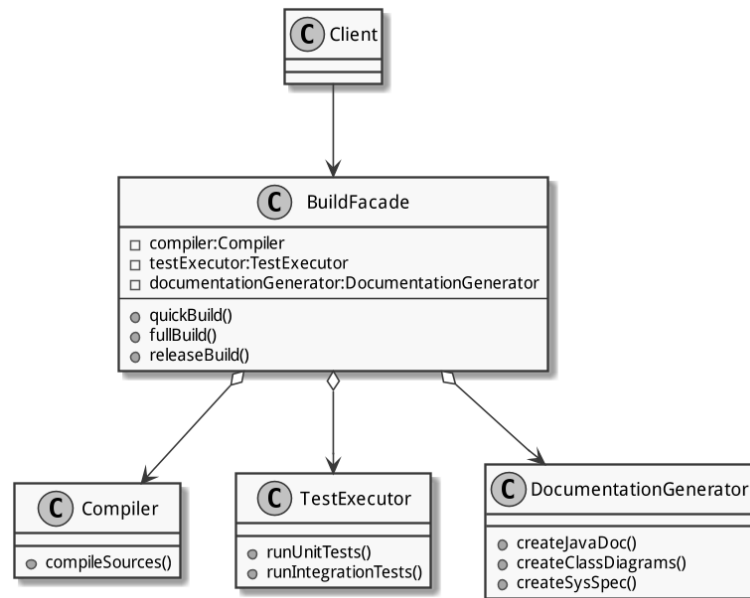 C Client
C BuildFacade
compiler:Compiler
testExecutor:TestExecutor
documentationGenerator:DocumentationGenerator
quickBuild()
fullBuild()
releaseBuild()
C Compiler
compileSources()
C TestExecutor
runUnitTests()
runIntegrationTests()
C DocumentationGenerator
createJavaDoc()
createClassDiagrams()
createSysSpec()